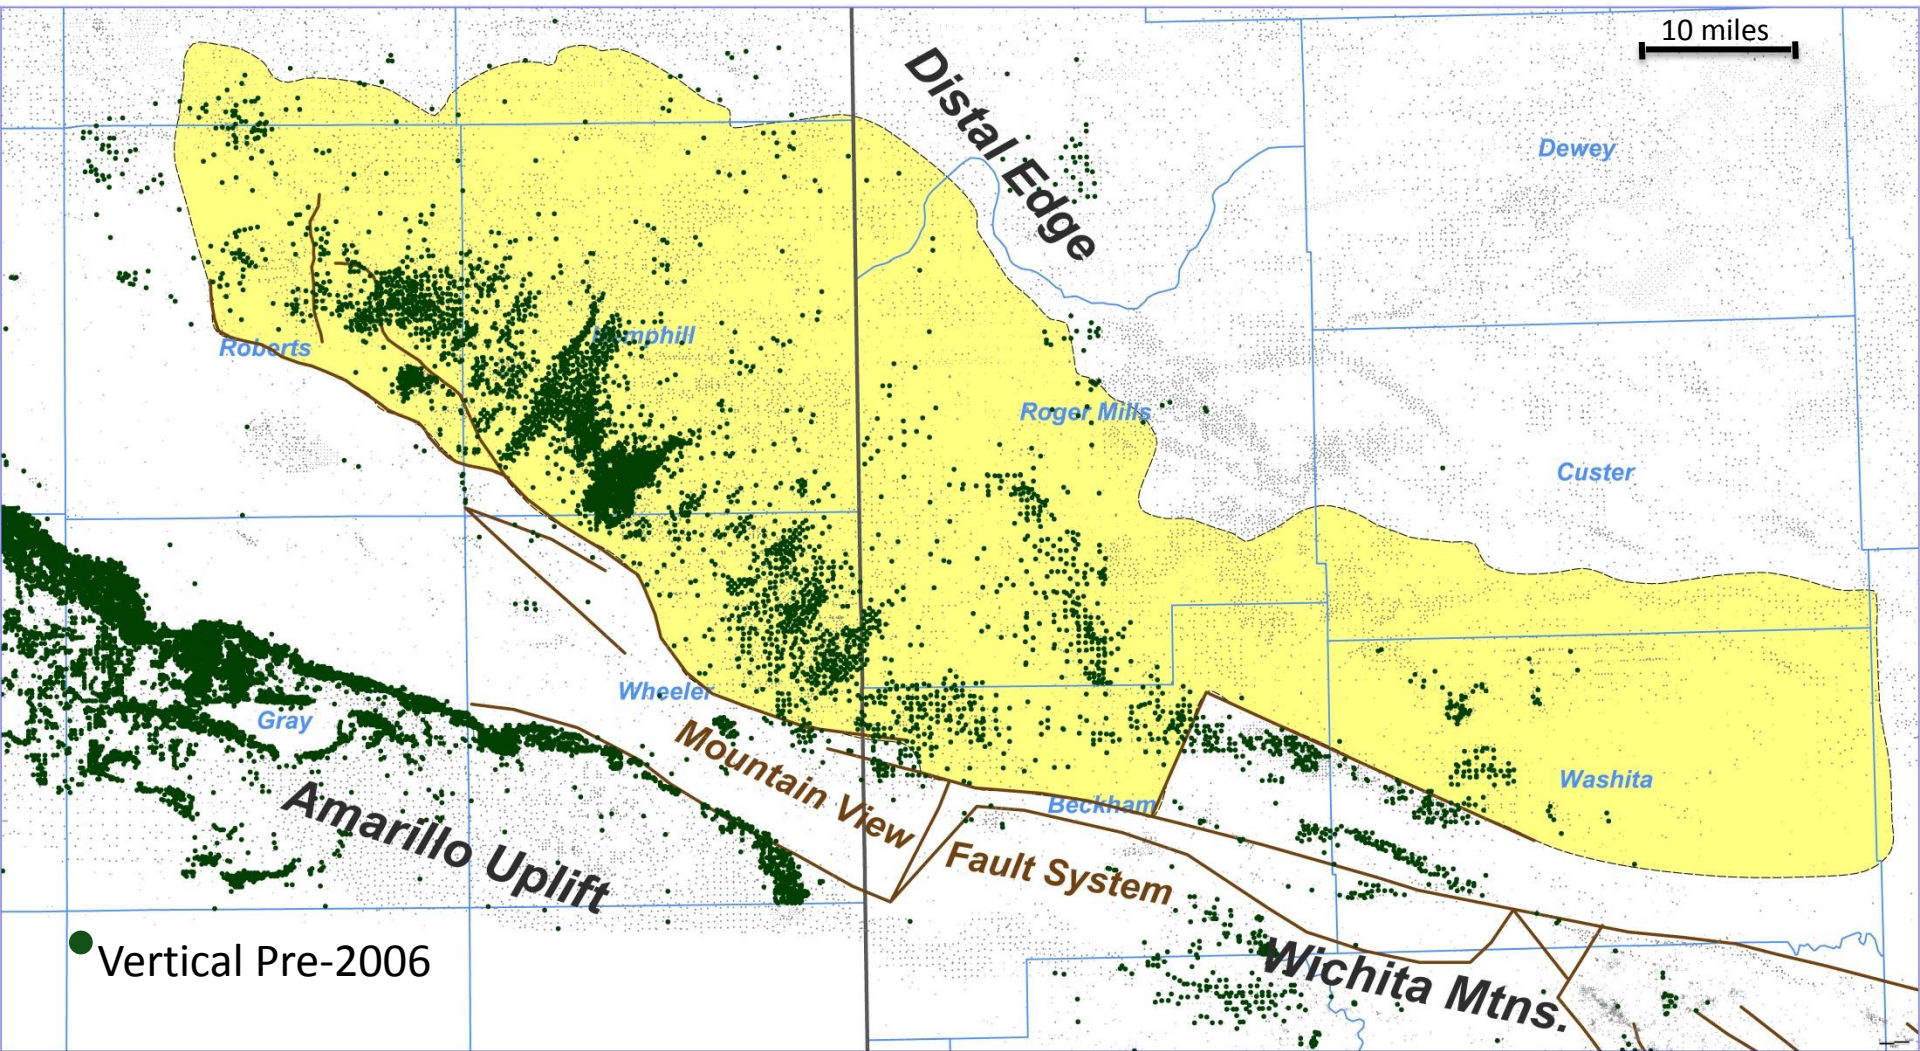 10 miles
Distal Edge
Dewey
Roberts
Hemphill
Roger Mills
Custer
Wheeler
Gray
Mountain View
Washita
Beckham
Amarillo Uplift
Fault System
Vertical Pre-2006
Wichita Mtns.